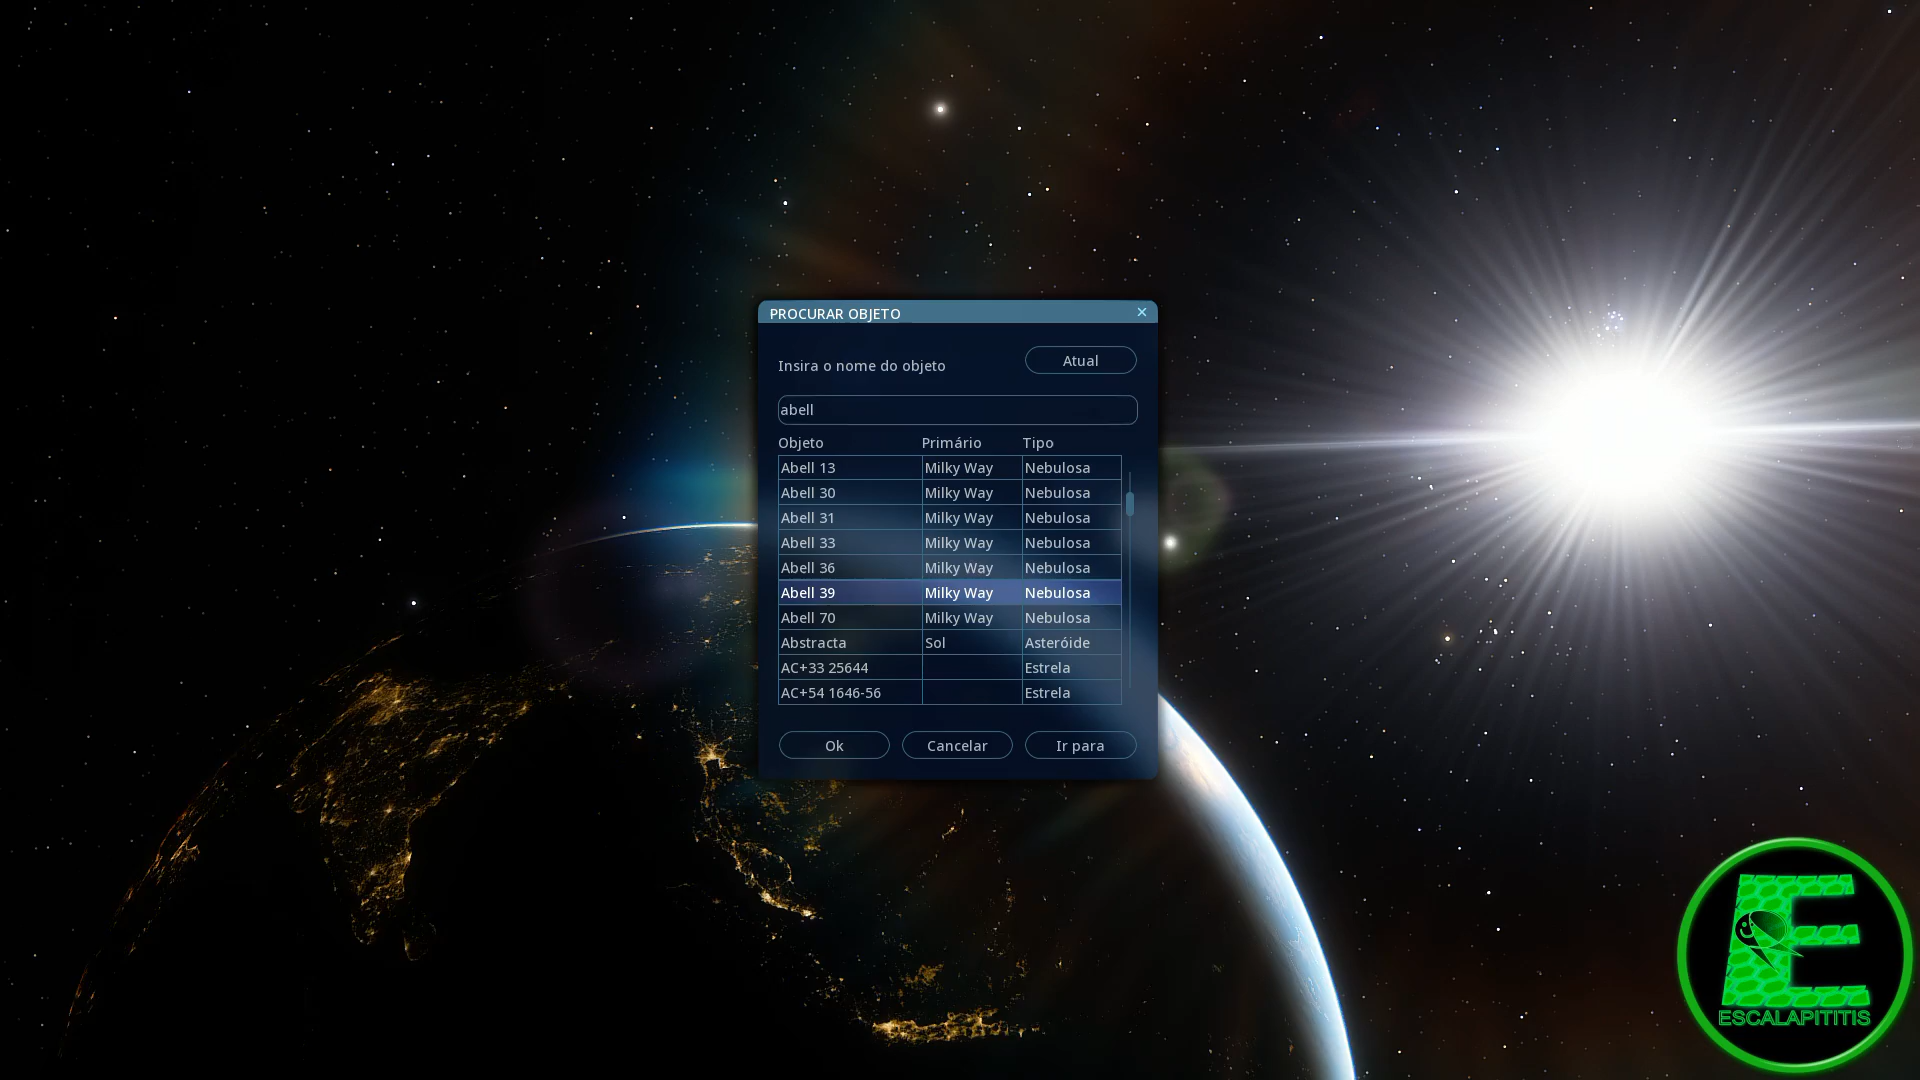 PROCURAR OBJETO
Insira o nome do objeto
Atual
abell
Objeto Primário Tipo
Abell 13 Milky Way Nebulosa
Abell 30 Milky Way Nebulosa
Abell 31 Milky Way Nebulosa
Abell 33 Milky Way Nebulosa
Abell 36 Milky Way Nebulosa
Abell 39 Milky Way Nebulosa
Abell 70 Milky Way Nebulosa
Abstracta Sol Asteróide
AC+33 25644 Estrela
AC+54 1646-56 Estrela
Ok Cancelar Ir para
E
ESCALAPITITIS